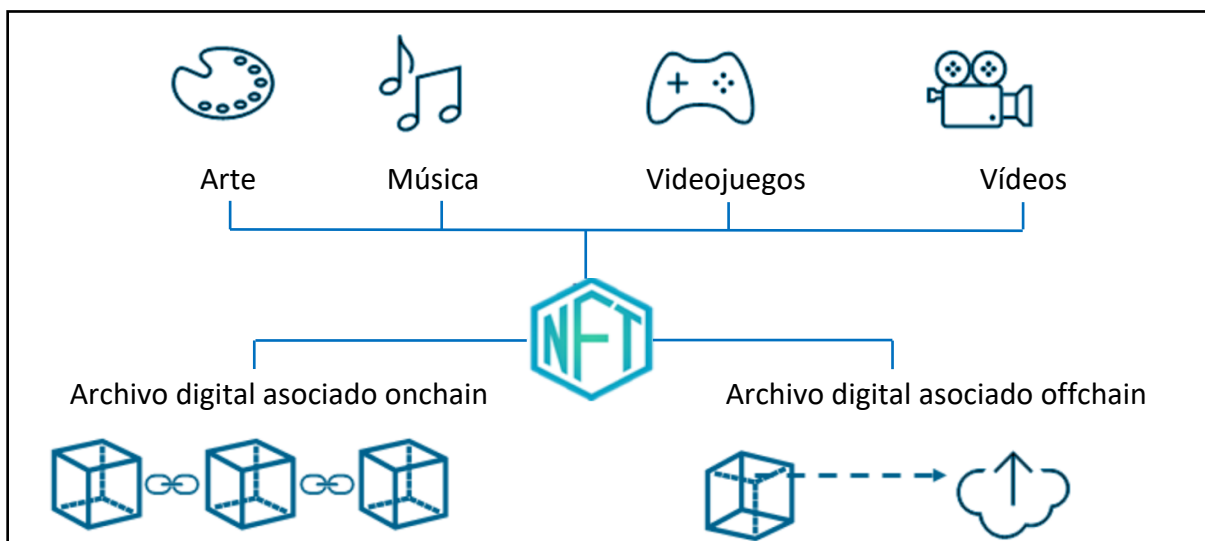 Arte
Música
Videojuegos
Vídeos
NFT
Archivo digital asociado onchain
Archivo digital asociado offchain